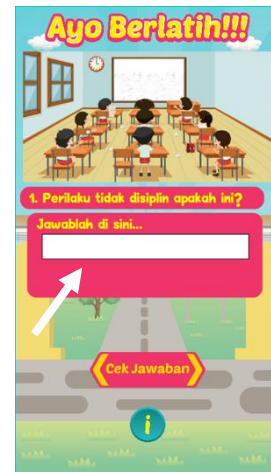 Ayo Berlatih!!!
1. Perilaku tidak disiplin apakah ini?
Jawablah di sini...
Cek Jawaban
i